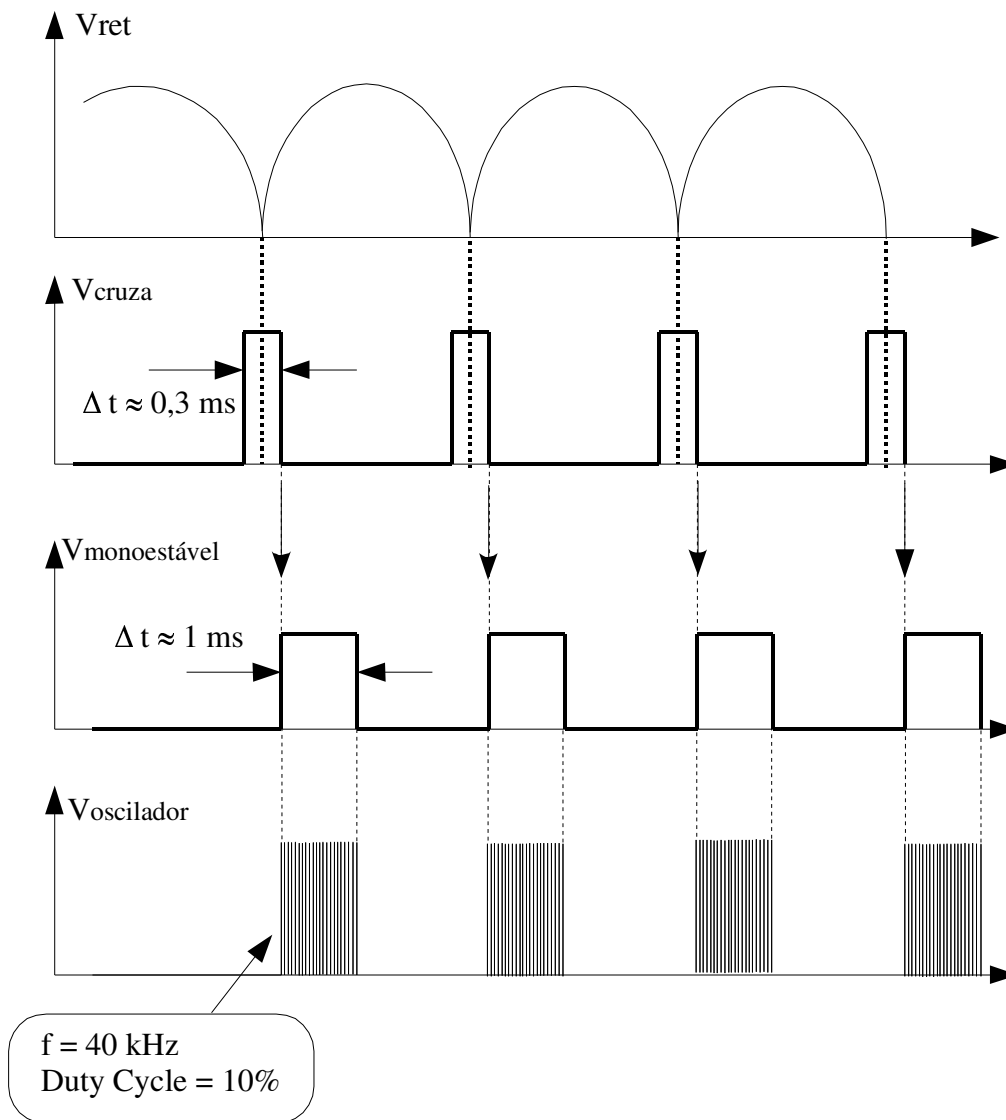 Vret
Vcruza
Δ t ≈ 0,3 ms
Vmonoestável
Δ t ≈ 1 ms
Voscilador
f = 40 kHz
Duty Cycle = 10%